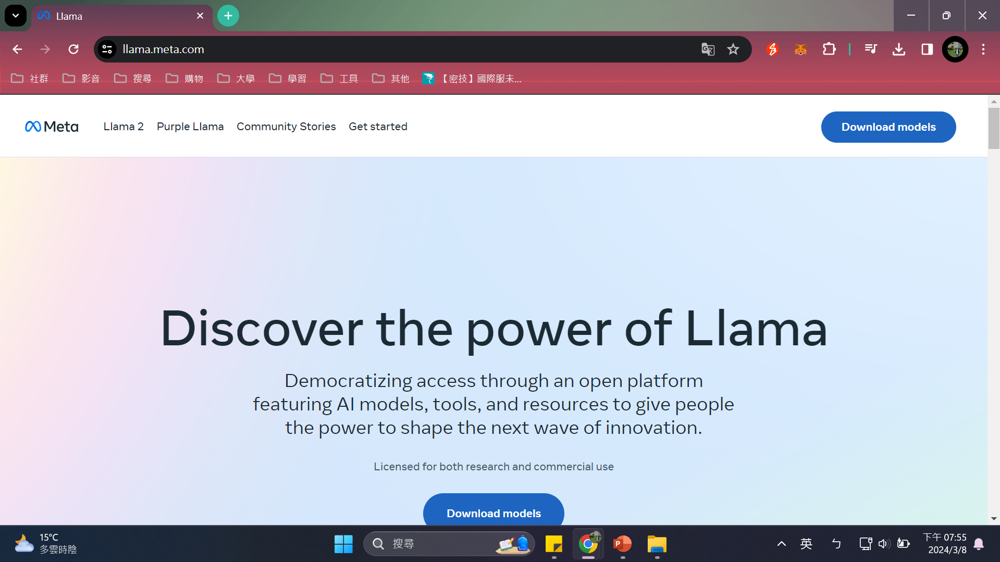 Llama
llama.meta.com
社群 影音 搜尋 購物 大學 學習 工具 其他 【密技】國際服未...
Meta Llama 2 Purple Llama Community Stories Get started Download models
Discover the power of Llama
Democratizing access through an open platform
featuring AI models, tools, and resources to give people
the power to shape the next wave of innovation.
Licensed for both research and commercial use
Download models
15°C
多雲時陰
搜尋
英 ㄅ
下午 07:55
2024/3/8